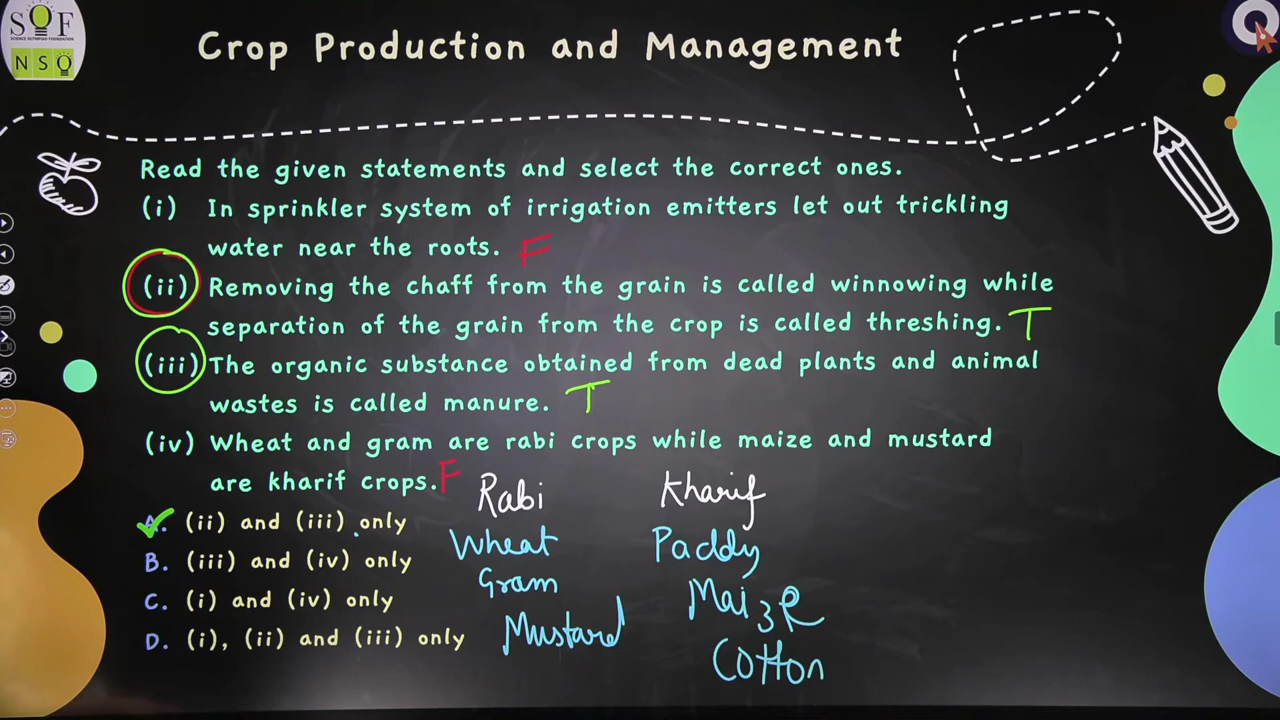 SOF
SCIENCE OLYMPIAD FOUNDATION
NSO
Crop Production and Management
Read the given statements and select the correct ones.
(i) In sprinkler system of irrigation emitters let out trickling
water near the roots. F
(ii) Removing the chaff from the grain is called winnowing while
separation of the grain from the crop is called threshing. T
(iii) The organic substance obtained from dead plants and animal
wastes is called manure. T
(iv) Wheat and gram are rabi crops while maize and mustard
are kharif crops. F
A. (ii) and (iii) only
B. (iii) and (iv) only
C. (i) and (iv) only
D. (i), (ii) and (iii) only
Rabi
Wheat
Gram
Mustard
Kharif
Paddy
Maize
Cotton